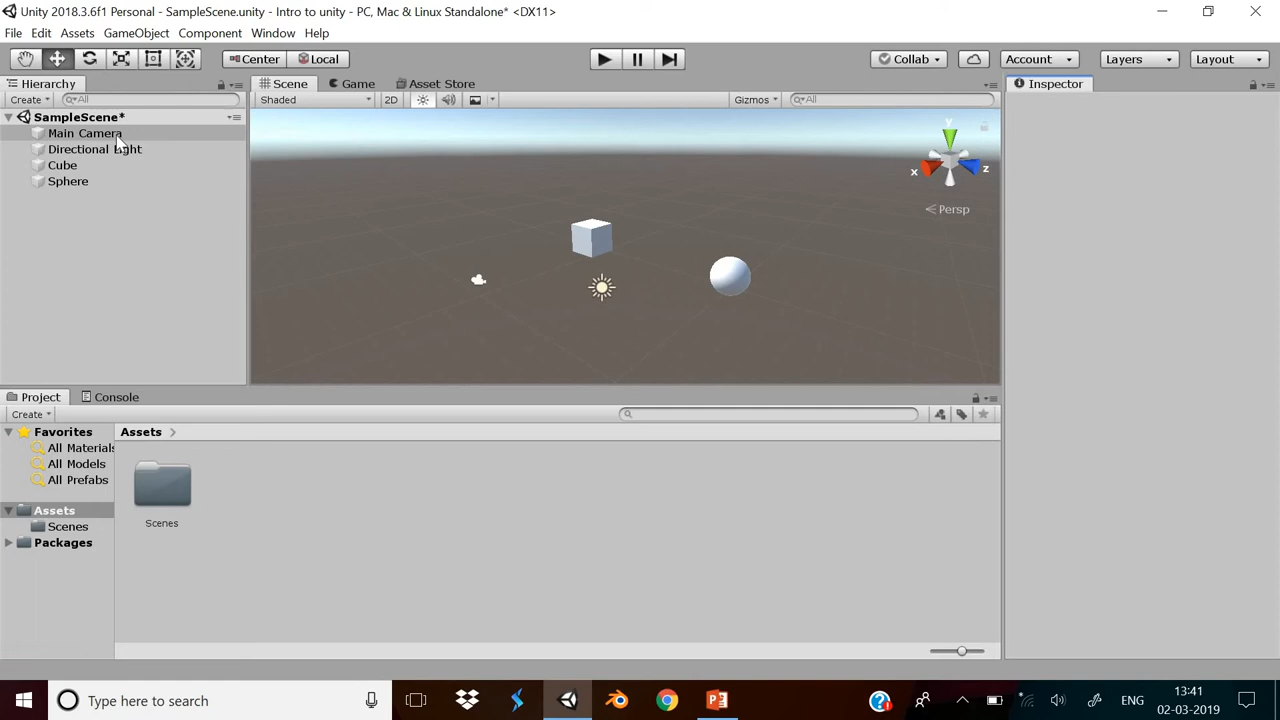 Unity 2018.3.6f1 Personal - SampleScene.unity - Intro to unity - PC, Mac & Linux Standalone* <DX11>
File Edit Assets GameObject Component Window Help
Center Local Collab Account Layers Layout
Hierarchy Scene Game Asset Store Inspector
Create All Shaded 2D Gizmos All
SampleScene*
Main Camera
Directional Light
Cube
Sphere
y
x z
Persp
Project Console
Create
Favorites Assets
All Materials
All Models
All Prefabs
Assets
Scenes Scenes
Packages
Type here to search ENG 13:41
02-03-2019